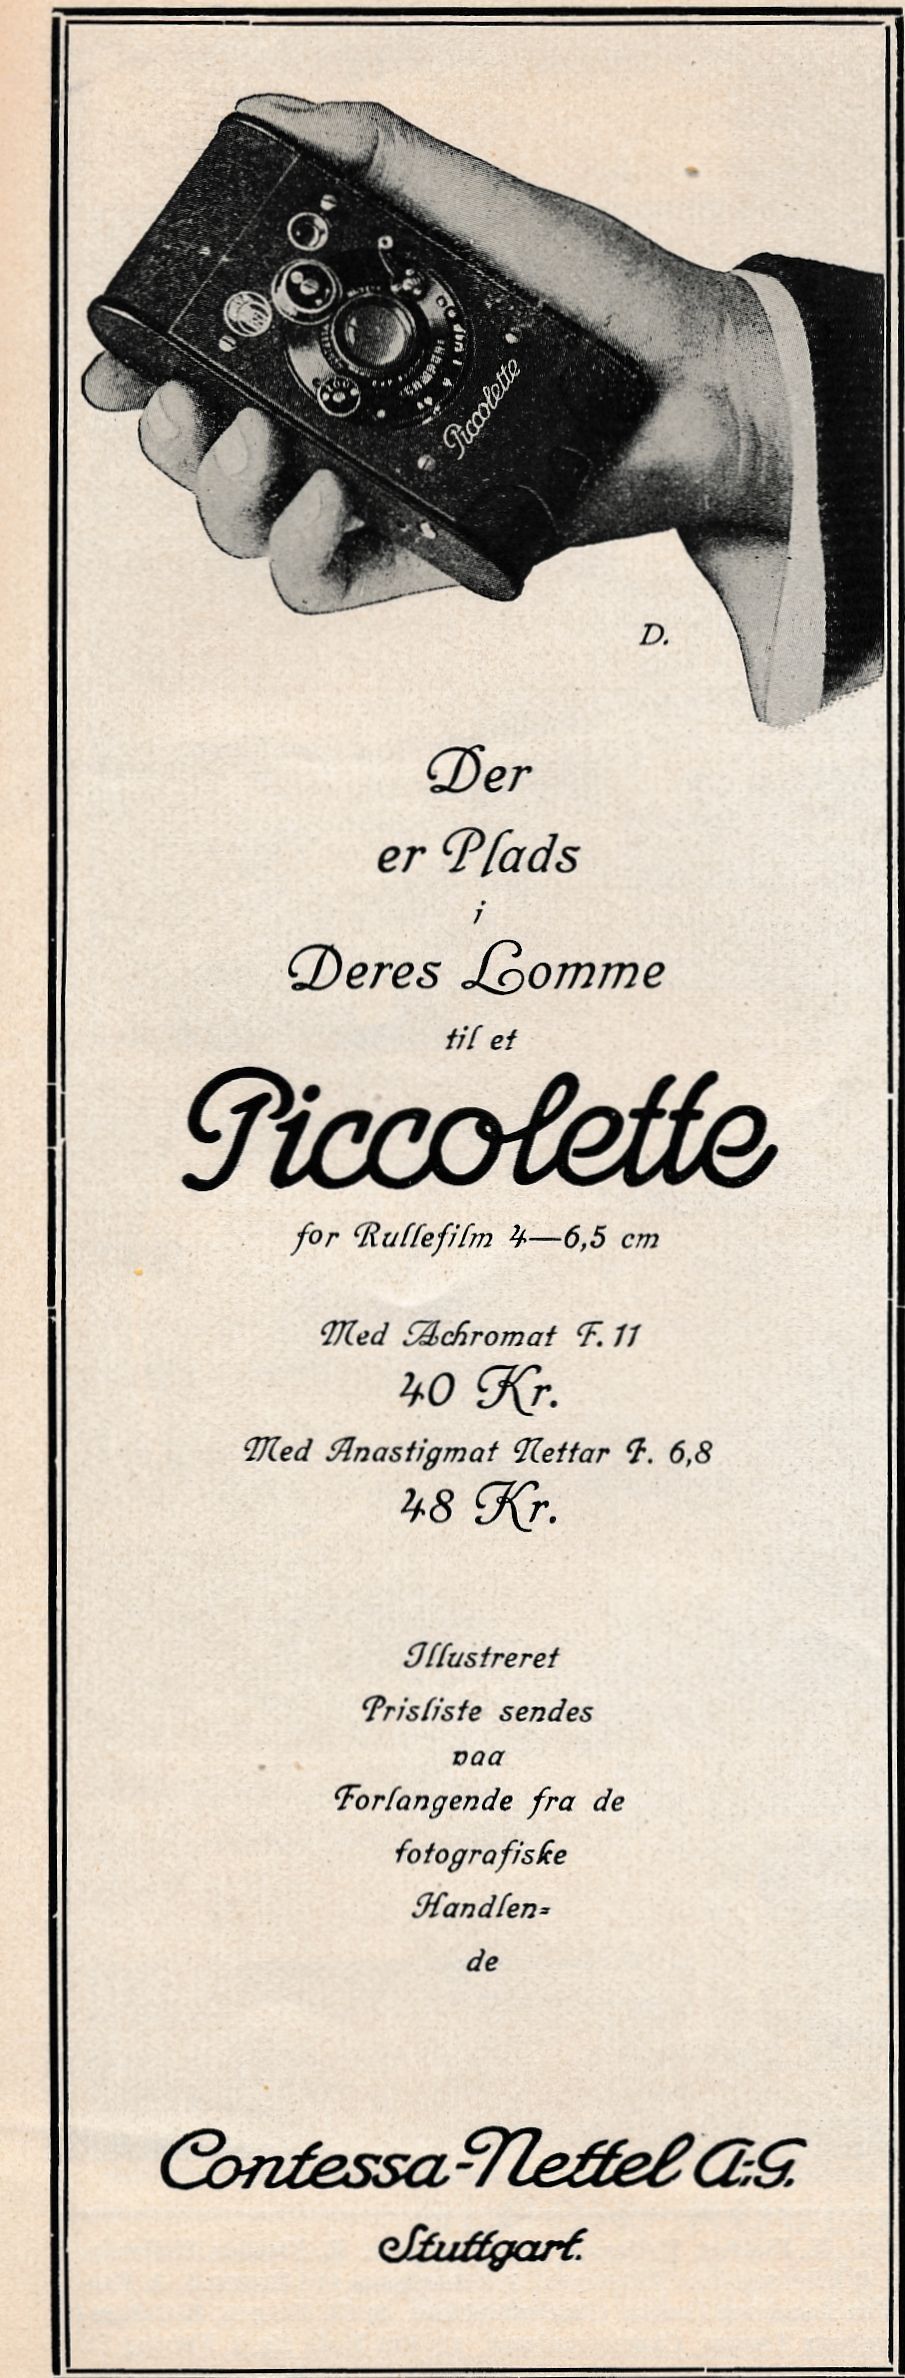 Piccolette
D.
Der
er Plads
i
Deres Lomme
til et
Piccolette
for Rullefilm 4—6,5 cm
Med Achromat F. 11
40 Kr.
Med Anastigmat Nettar F. 6,8
48 Kr.
Illustreret
Prisliste sendes
paa
Forlangende fra de
fotografiske
Handlen=
de
Contessa-Nettel A:G.
Stuttgart.